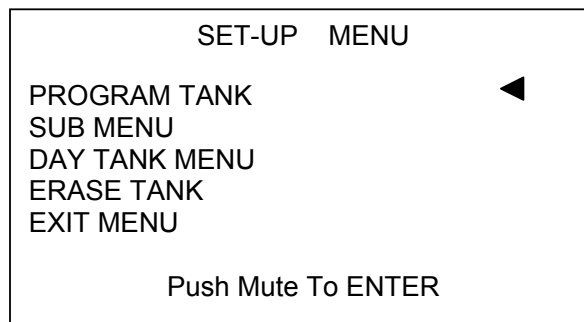 SET-UP MENU
PROGRAM TANK
SUB MENU
DAY TANK MENU
ERASE TANK
EXIT MENU
Push Mute To ENTER